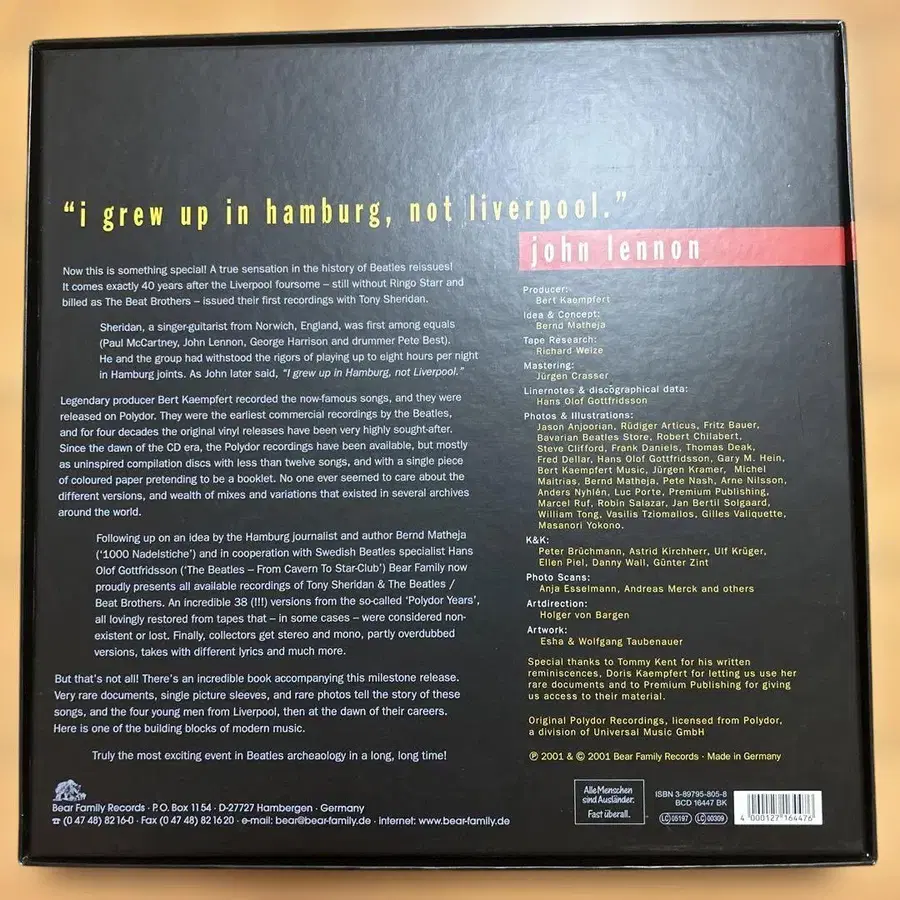 “i grew up in hamburg, not liverpool.”
john lennon
Now this is something special! A true sensation in the history of Beatles reissues!
It comes exactly 40 years after the Liverpool foursome – still without Ringo Starr and
billed as The Beat Brothers – issued their first recordings with Tony Sheridan.
Sheridan, a singer-guitarist from Norwich, England, was first among equals
(Paul McCartney, John Lennon, George Harrison and drummer Pete Best).
He and the group had withstood the rigors of playing up to eight hours per night
in Hamburg joints. As John later said, “I grew up in Hamburg, not Liverpool.”
Legendary producer Bert Kaempfert recorded the now-famous songs, and they were
released on Polydor. They were the earliest commercial recordings by the Beatles,
and for four decades the original vinyl releases have been very highly sought-after.
Since the dawn of the CD era, the Polydor recordings have been available, but mostly
as uninspired compilation discs with less than twelve songs, and with a single piece
of coloured paper pretending to be a booklet. No one ever seemed to care about the
different versions, and wealth of mixes and variations that existed in several archives
around the world.
Following up on an idea by the Hamburg journalist and author Bernd Matheja
(‘1000 Nadelstiche’) and in cooperation with Swedish Beatles specialist Hans
Olof Gottfridsson (‘The Beatles – From Cavern To Star-Club’) Bear Family now
proudly presents all available recordings of Tony Sheridan & The Beatles /
Beat Brothers. An incredible 38 (!!!) versions from the so-called ‘Polydor Years’,
all lovingly restored from tapes that – in some cases – were considered non-
existent or lost. Finally, collectors get stereo and mono, partly overdubbed
versions, takes with different lyrics and much more.
But that’s not all! There’s an incredible book accompanying this milestone release.
Very rare documents, single picture sleeves, and rare photos tell the story of these
songs, and the four young men from Liverpool, then at the dawn of their careers.
Here is one of the building blocks of modern music.
Truly the most exciting event in Beatles archeaology in a long, long time!
Producer:
Bert Kaempfert
Idea & Concept:
Bernd Matheja
Tape Research:
Richard Weize
Mastering:
Jürgen Crasser
Linernotes & discographical data:
Hans Olof Gottfridsson
Photos & Illustrations:
Jason Anjoorian, Rüdiger Articus, Fritz Bauer,
Bavarian Beatles Store, Robert Chilabert,
Steve Clifford, Frank Daniels, Thomas Deak,
Fred Dellar, Hans Olof Gottfridsson, Gary M. Hein,
Bert Kaempfert Music, Jürgen Kramer, Michel
Maitrias, Bernd Matheja, Pete Nash, Arne Nilsson,
Anders Nyhlén, Luc Porte, Premium Publishing,
Marcel Ruf, Robin Salazar, Jan Bertil Solgaard,
William Tong, Vasilis Tziomallos, Gilles Valiquette,
Masanori Yokono.
K&K:
Peter Brüchmann, Astrid Kirchherr, Ulf Krüger,
Ellen Piel, Danny Wall, Günter Zint
Photo Scans:
Anja Esselmann, Andreas Merck and others
Artdirection:
Holger von Bargen
Artwork:
Esha & Wolfgang Taubenauer
Special thanks to Tommy Kent for his written
reminiscences, Doris Kaempfert for letting us use her
rare documents and to Premium Publishing for giving
us access to their material.
Original Polydor Recordings, licensed from Polydor,
a division of Universal Music GmbH
℗ 2001 & © 2001 Bear Family Records · Made in Germany
Bear Family Records · P.O. Box 1154 · D-27727 Hambergen · Germany
☎ (0 47 48) 82 16-0 · Fax (0 47 48) 82 16 20 · e-mail: bear@bear-family.de · internet: www.bear-family.de
Alle Menschen
sind Ausländer.
Fast überall.
ISBN 3-89795-805-8
BCD 16447 BK
LC 05197 LC 00309
4 000127 164476